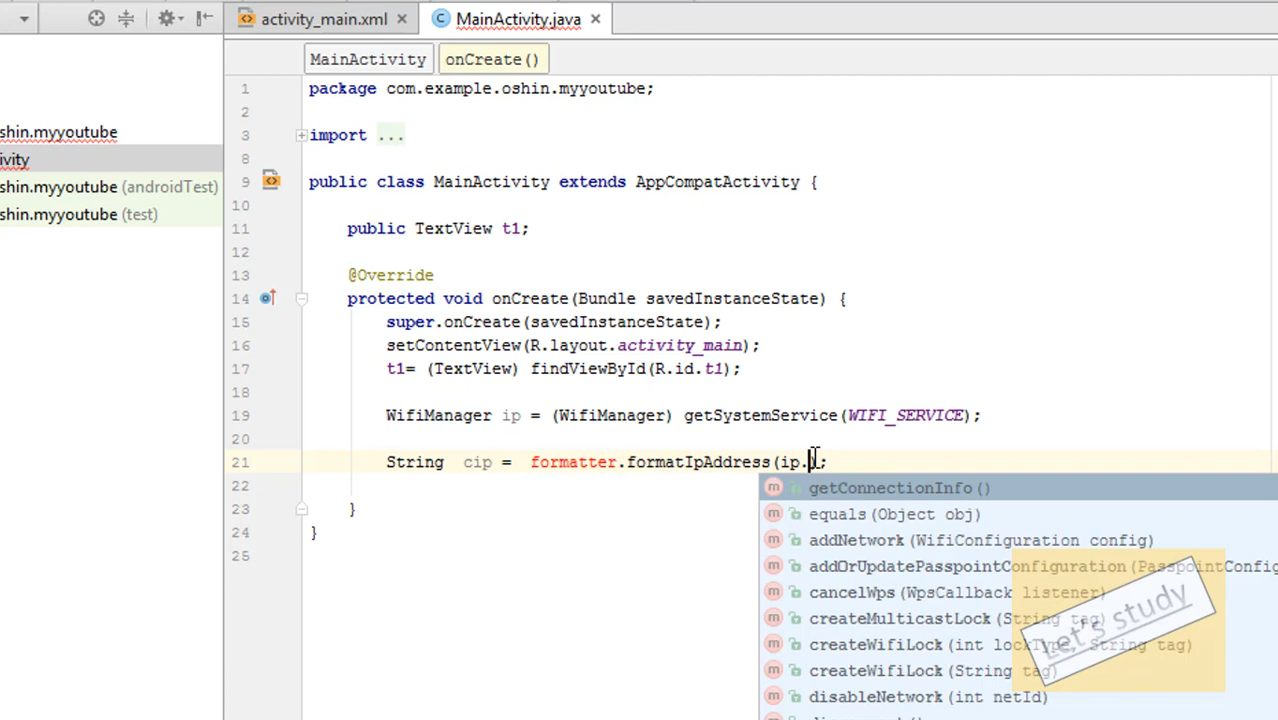 activity_main.xml
MainActivity.java
MainActivity
onCreate()
shin.myyoutube
ivity
shin.myyoutube (androidTest)
shin.myyoutube (test)
1 package com.example.oshin.myyoutube;
2
3 import ...
8
9 public class MainActivity extends AppCompatActivity {
10
11 public TextView t1;
12
13 @Override
14 protected void onCreate(Bundle savedInstanceState) {
15 super.onCreate(savedInstanceState);
16 setContentView(R.layout.activity_main);
17 t1= (TextView) findViewById(R.id.t1);
18
19 WifiManager ip = (WifiManager) getSystemService(WIFI_SERVICE);
20
21 String cip = formatter.formatIpAddress(ip.);
22
23 }
24 }
25
getConnectionInfo()
equals(Object obj)
addNetwork(WifiConfiguration config)
addOrUpdatePasspointConfiguration(PasspointConfig
cancelWps(WpsCallback listener)
createMulticastLock(String tag)
createWifiLock(int lockType, String tag)
createWifiLock(String tag)
disableNetwork(int netId)
Let's study